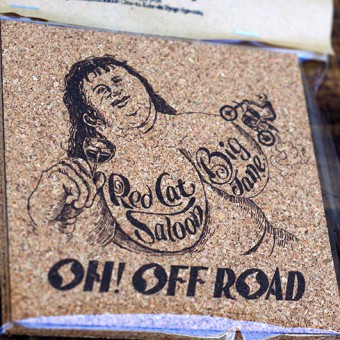 Red Cat
Saloon
Big
Jane
OH! OFF ROAD